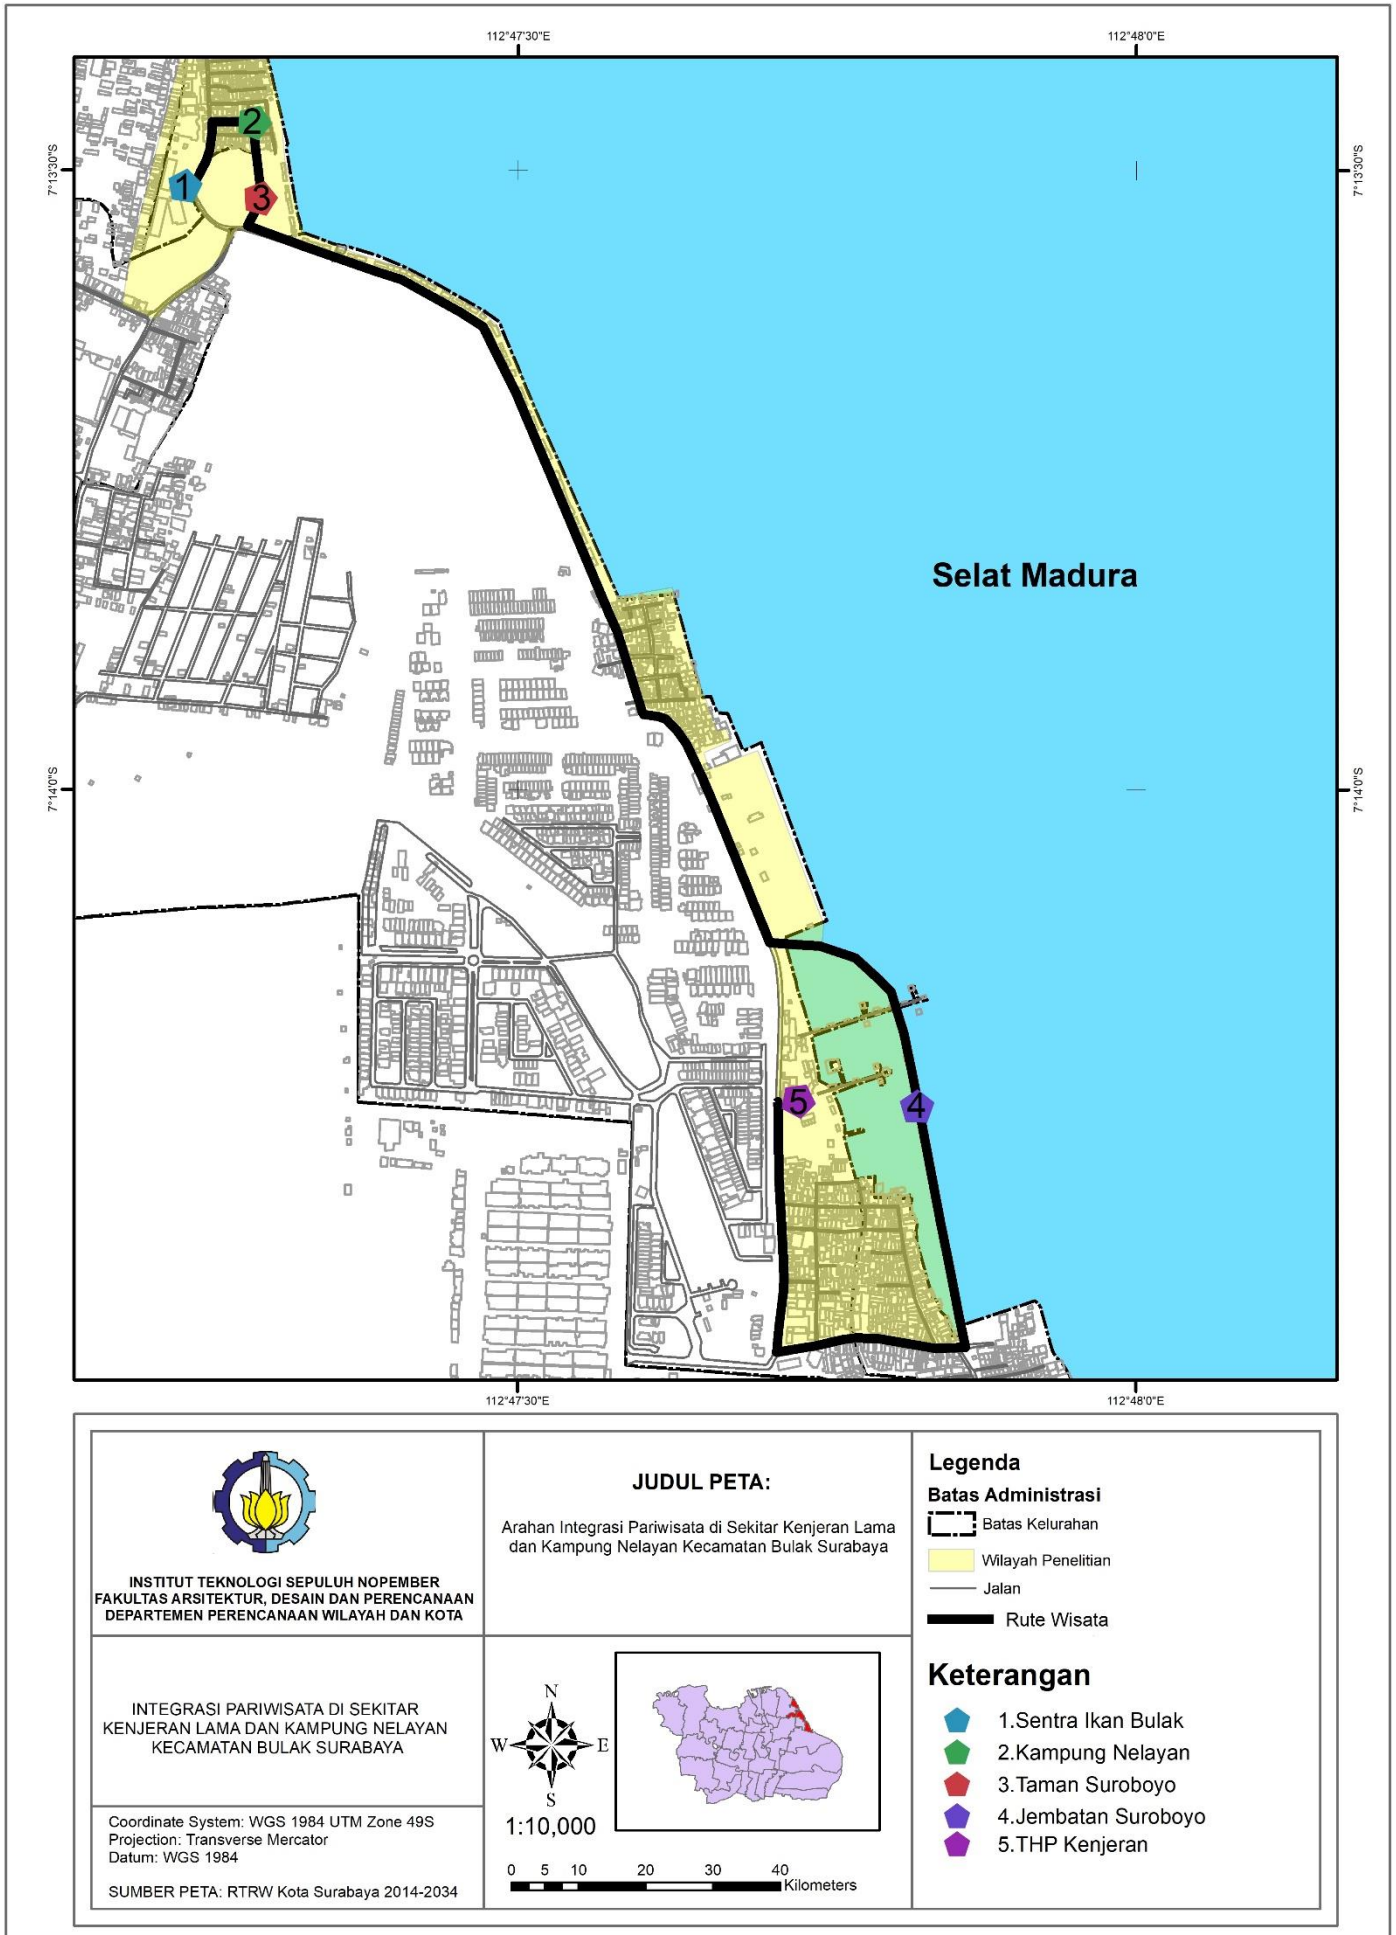 112°47'30"E
112°48'0"E
7°13'30"S
7°13'30"S
2
1
3
Selat Madura
7°14'0"S
7°14'0"S
5
4
112°47'30"E
112°48'0"E
INSTITUT TEKNOLOGI SEPULUH NOPEMBER
FAKULTAS ARSITEKTUR, DESAIN DAN PERENCANAAN
DEPARTEMEN PERENCANAAN WILAYAH DAN KOTA
JUDUL PETA:
Arahan Integrasi Pariwisata di Sekitar Kenjeran Lama
dan Kampung Nelayan Kecamatan Bulak Surabaya
Legenda
Batas Administrasi
Batas Kelurahan
Wilayah Penelitian
Jalan
Rute Wisata
INTEGRASI PARIWISATA DI SEKITAR
KENJERAN LAMA DAN KAMPUNG NELAYAN
KECAMATAN BULAK SURABAYA
N
W
E
S
1:10,000
0 5 10 20 30 40
Kilometers
Keterangan
1.Sentra Ikan Bulak
2.Kampung Nelayan
3.Taman Suroboyo
4.Jembatan Suroboyo
5.THP Kenjeran
Coordinate System: WGS 1984 UTM Zone 49S
Projection: Transverse Mercator
Datum: WGS 1984
SUMBER PETA: RTRW Kota Surabaya 2014-2034